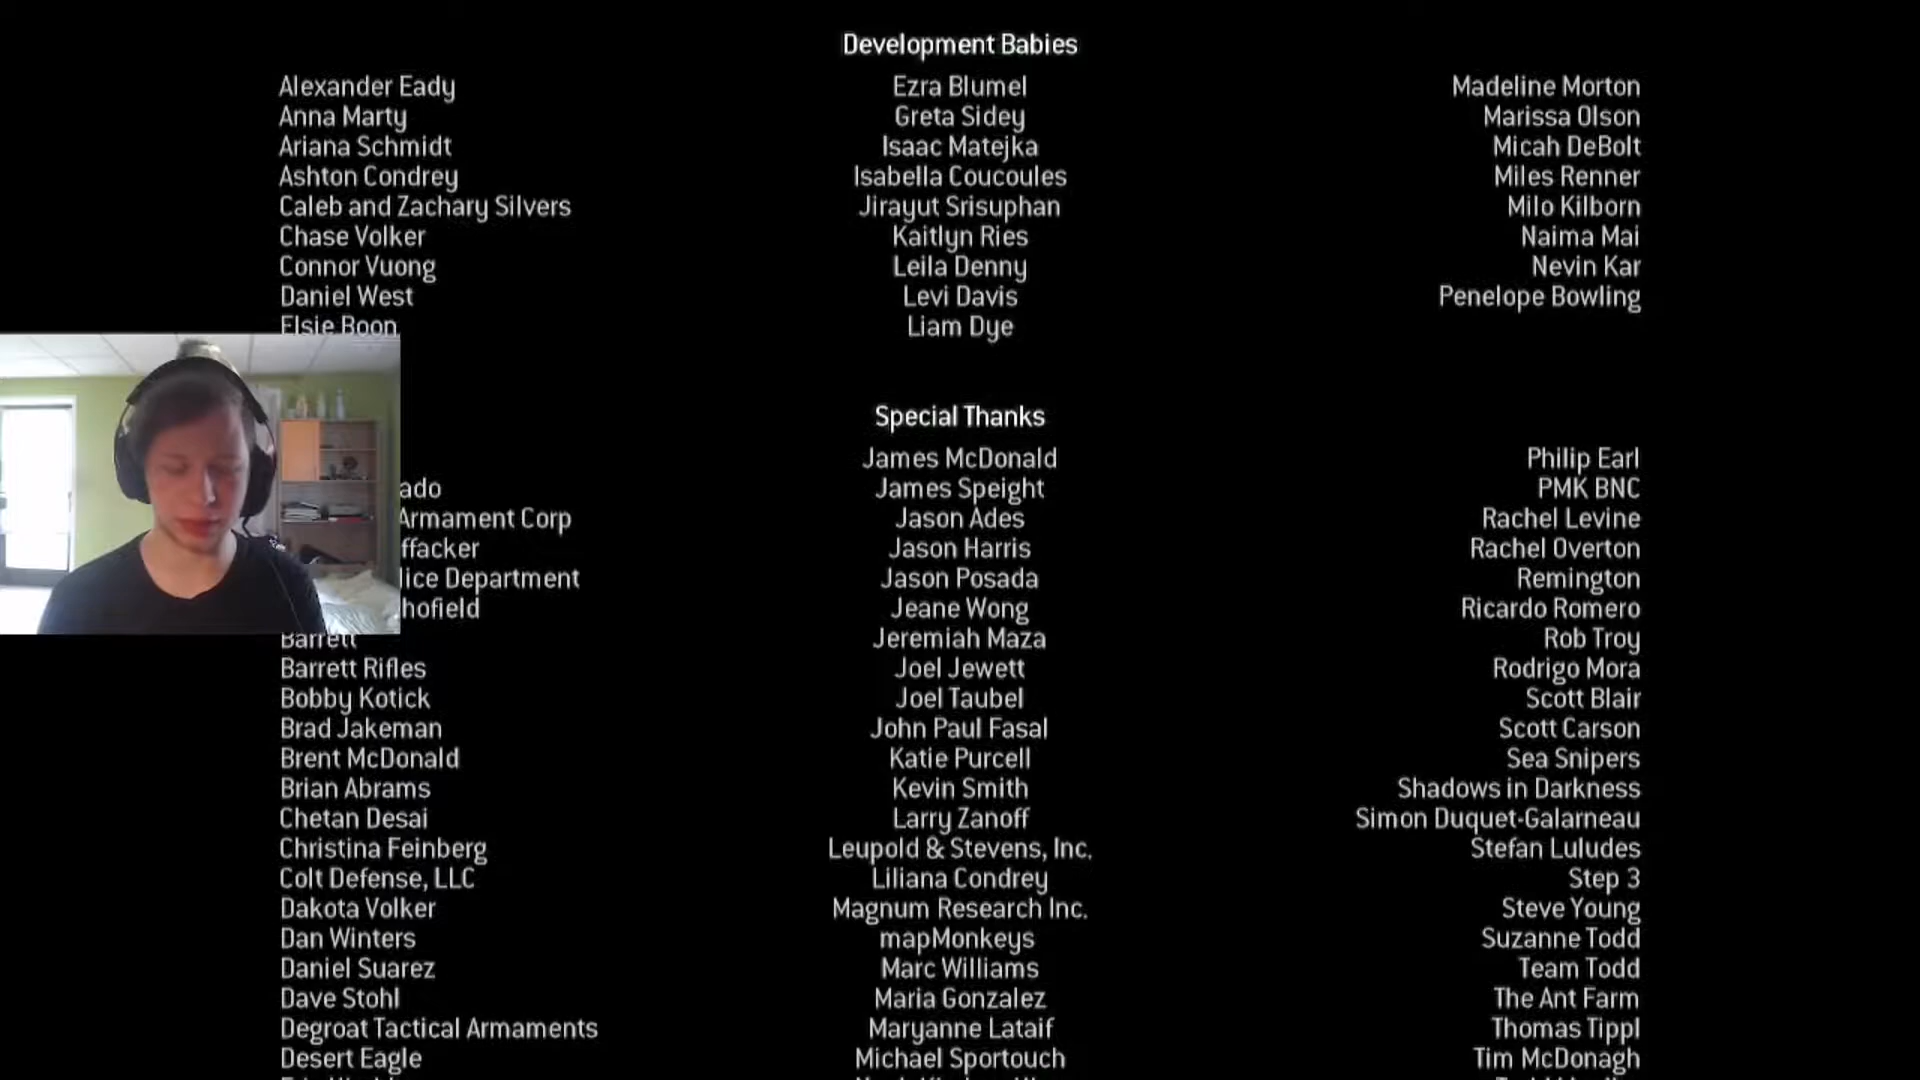 Development Babies
Alexander Eady
Anna Marty
Ariana Schmidt
Ashton Condrey
Caleb and Zachary Silvers
Chase Volker
Connor Vuong
Daniel West
Elsie Boon
Ezra Blumel
Greta Sidey
Isaac Matejka
Isabella Coucoules
Jirayut Srisuphan
Kaitlyn Ries
Leila Denny
Levi Davis
Liam Dye
Madeline Morton
Marissa Olson
Micah DeBolt
Miles Renner
Milo Kilborn
Naima Mai
Nevin Kar
Penelope Bowling
Special Thanks
ado
Armament Corp
ffacker
lice Department
hofield
Barrett
Barrett Rifles
Bobby Kotick
Brad Jakeman
Brent McDonald
Brian Abrams
Chetan Desai
Christina Feinberg
Colt Defense, LLC
Dakota Volker
Dan Winters
Daniel Suarez
Dave Stohl
Degroat Tactical Armaments
Desert Eagle
James McDonald
James Speight
Jason Ades
Jason Harris
Jason Posada
Jeane Wong
Jeremiah Maza
Joel Jewett
Joel Taubel
John Paul Fasal
Katie Purcell
Kevin Smith
Larry Zanoff
Leupold & Stevens, Inc.
Liliana Condrey
Magnum Research Inc.
mapMonkeys
Marc Williams
Maria Gonzalez
Maryanne Lataif
Michael Sportouch
Philip Earl
PMK BNC
Rachel Levine
Rachel Overton
Remington
Ricardo Romero
Rob Troy
Rodrigo Mora
Scott Blair
Scott Carson
Sea Snipers
Shadows in Darkness
Simon Duquet-Galarneau
Stefan Luludes
Step 3
Steve Young
Suzanne Todd
Team Todd
The Ant Farm
Thomas Tippl
Tim McDonagh